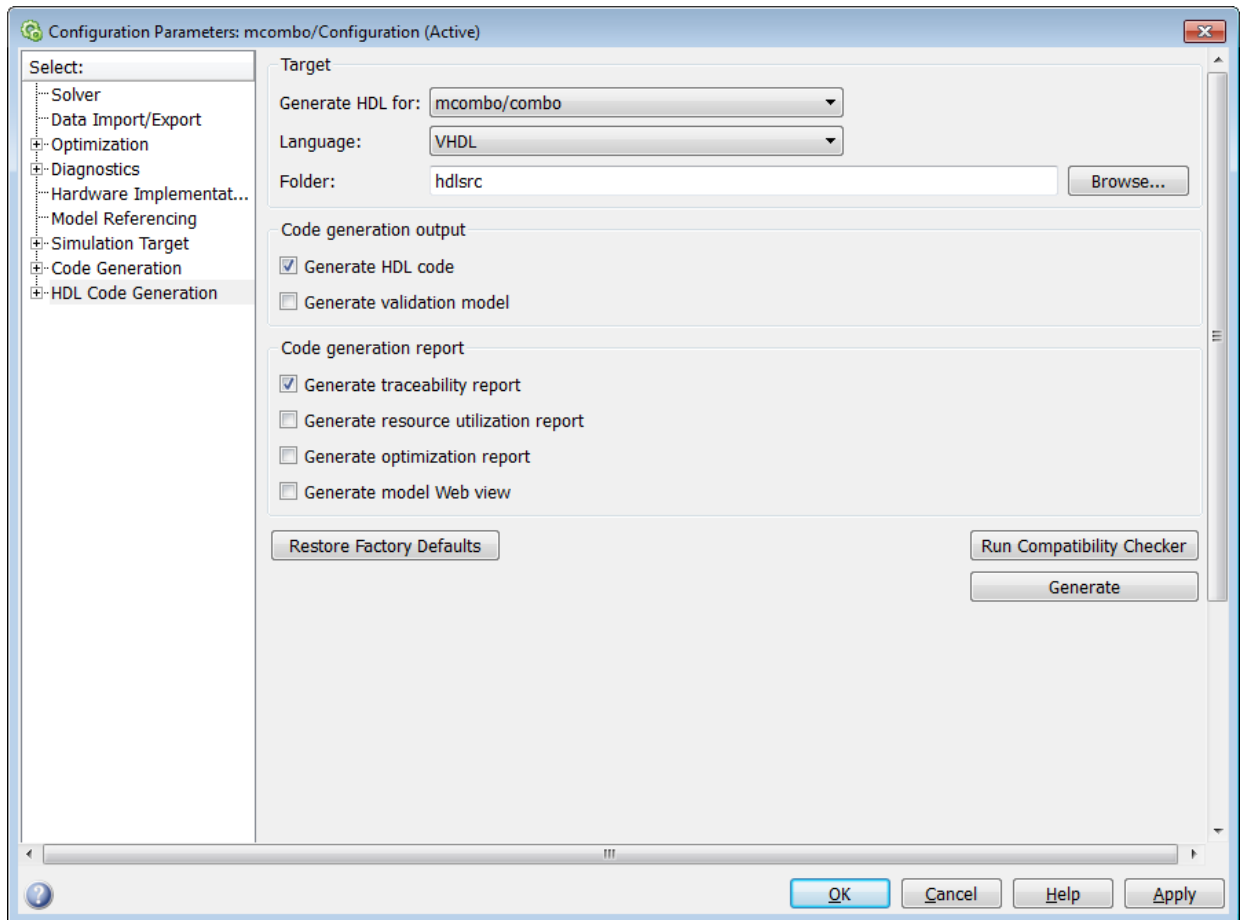 Configuration Parameters: mcombo/Configuration (Active)
Select:
Solver
Data Import/Export
Optimization
Diagnostics
Hardware Implementat...
Model Referencing
Simulation Target
Code Generation
HDL Code Generation
Target
Generate HDL for: mcombo/combo
Language: VHDL
Folder: hdlsrc Browse...
Code generation output
Generate HDL code
Generate validation model
Code generation report
Generate traceability report
Generate resource utilization report
Generate optimization report
Generate model Web view
Restore Factory Defaults Run Compatibility Checker
Generate
OK Cancel Help Apply